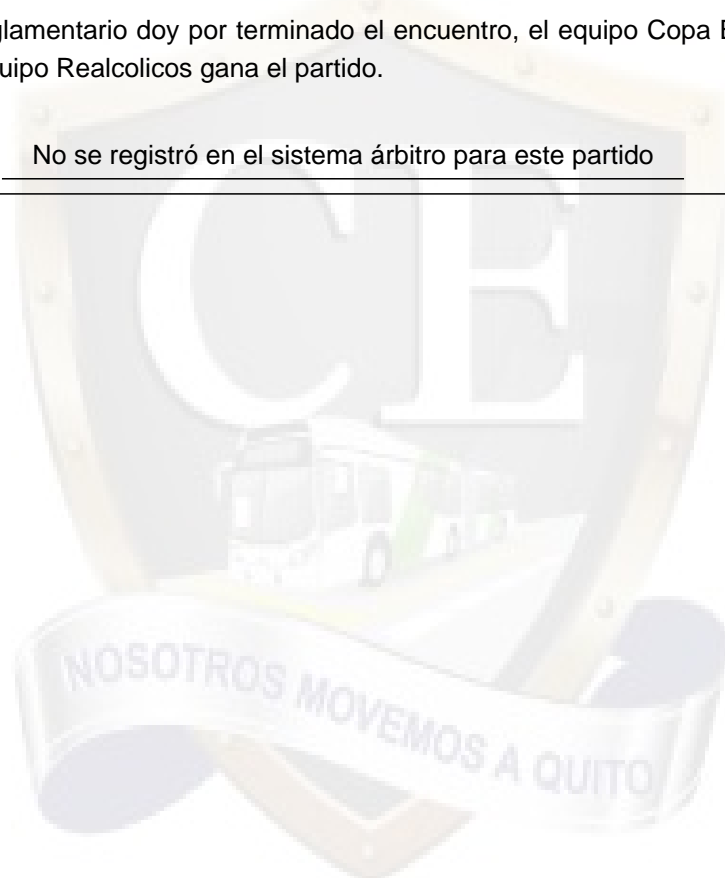 glamentario doy por terminado el encuentro, el equipo Copa
uipo Realcolicos gana el partido.
No se registró en el sistema árbitro para este partido
CE
NOSOTROS MOVEMOS A QUITO